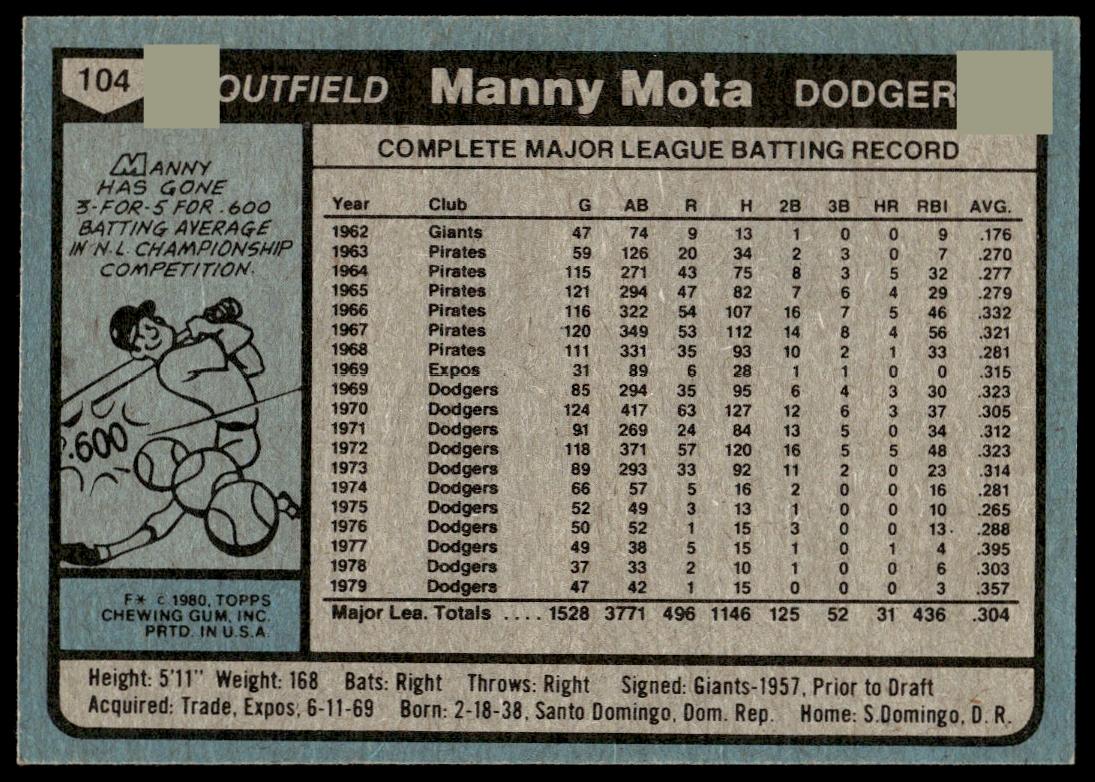 104 OUTFIELD Manny Mota DODGER
MANNY
HAS GONE
3-FOR-5 FOR .600
BATTING AVERAGE
IN N.L. CHAMPIONSHIP
COMPETITION.
.600
F* © 1980, TOPPS
CHEWING GUM, INC.
PRTD. IN U.S.A.
COMPLETE MAJOR LEAGUE BATTING RECORD
Year Club G AB R H 2B 3B HR RBI AVG.
1962 Giants 47 74 9 13 1 0 0 9 .176
1963 Pirates 59 126 20 34 2 3 0 7 .270
1964 Pirates 115 271 43 75 8 3 5 32 .277
1965 Pirates 121 294 47 82 7 6 4 29 .279
1966 Pirates 116 322 54 107 16 7 5 46 .332
1967 Pirates 120 349 53 112 14 8 4 56 .321
1968 Pirates 111 331 35 93 10 2 1 33 .281
1969 Expos 31 89 6 28 1 1 0 0 .315
1969 Dodgers 85 294 35 95 6 4 3 30 .323
1970 Dodgers 124 417 63 127 12 6 3 37 .305
1971 Dodgers 91 269 24 84 13 5 0 34 .312
1972 Dodgers 118 371 57 120 16 5 5 48 .323
1973 Dodgers 89 293 33 92 11 2 0 23 .314
1974 Dodgers 66 57 5 16 2 0 0 16 .281
1975 Dodgers 52 49 3 13 1 0 0 10 .265
1976 Dodgers 50 52 1 15 3 0 0 13 .288
1977 Dodgers 49 38 5 15 1 0 1 4 .395
1978 Dodgers 37 33 2 10 1 0 0 6 .303
1979 Dodgers 47 42 1 15 0 0 0 3 .357
Major Lea. Totals .... 1528 3771 496 1146 125 52 31 436 .304
Height: 5'11" Weight: 168 Bats: Right Throws: Right Signed: Giants-1957, Prior to Draft
Acquired: Trade, Expos, 6-11-69 Born: 2-18-38, Santo Domingo, Dom. Rep. Home: S.Domingo, D. R.